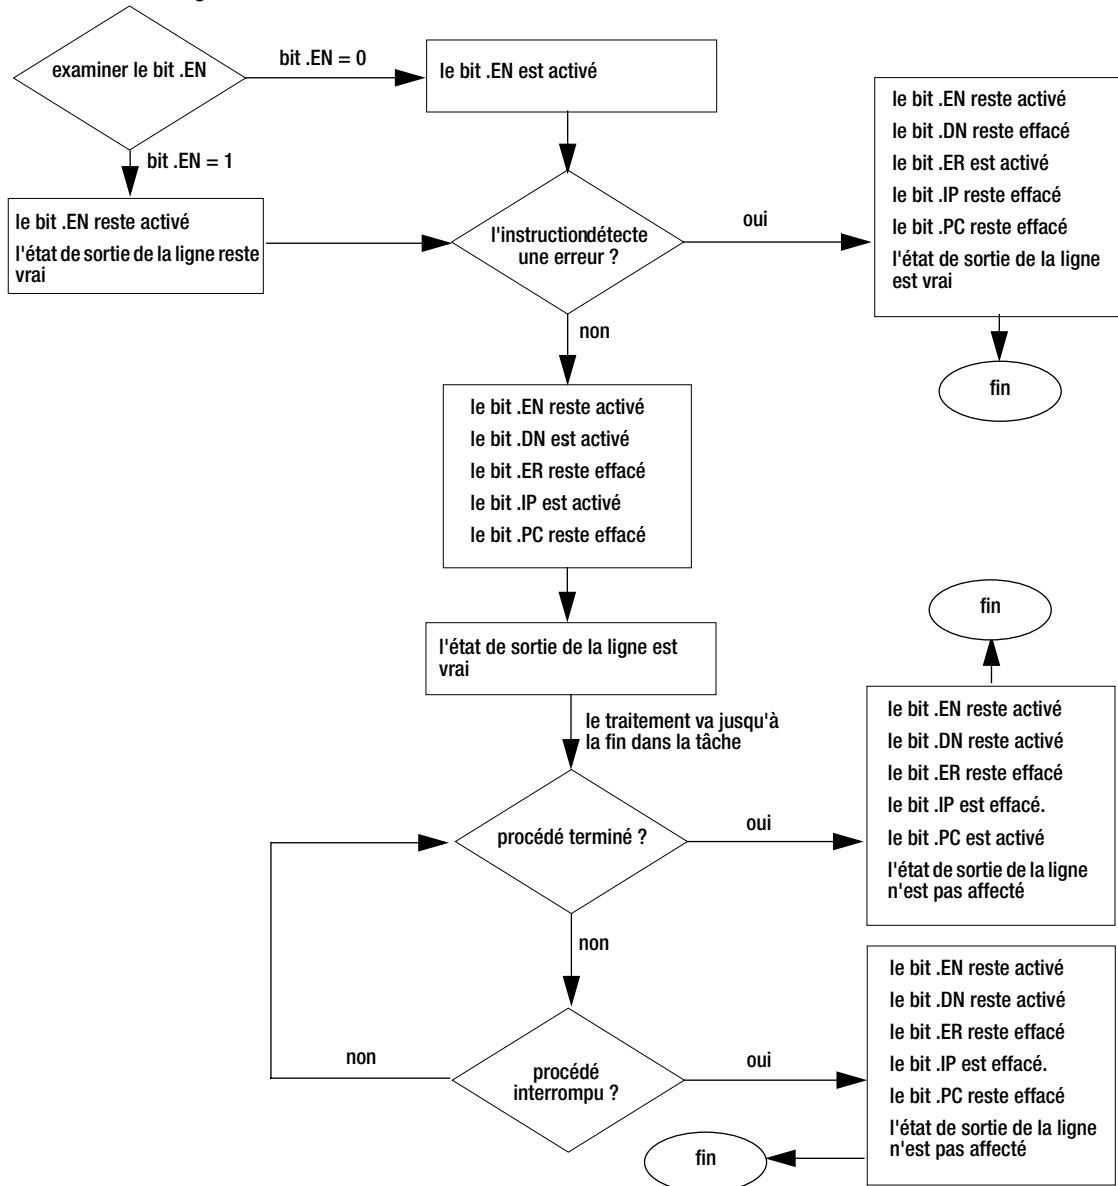 examiner le bit .EN
bit .EN = 0
le bit .EN est activé
bit .EN = 1
le bit .EN reste activé
l'état de sortie de la ligne reste
vrai
l'instructiondétecte
une erreur ?
oui
le bit .EN reste activé
le bit .DN reste effacé
le bit .ER est activé
le bit .IP reste effacé
le bit .PC reste effacé
l'état de sortie de la ligne
est vrai
fin
non
le bit .EN reste activé
le bit .DN est activé
le bit .ER reste effacé
le bit .IP est activé
le bit .PC reste effacé
l'état de sortie de la ligne est
vrai
le traitement va jusqu'à
la fin dans la tâche
procédé terminé ?
oui
le bit .EN reste activé
le bit .DN reste activé
le bit .ER reste effacé
le bit .IP est effacé.
le bit .PC est activé
l'état de sortie de la ligne
n'est pas affecté
fin
non
procédé
interrompu ?
non
oui
le bit .EN reste activé
le bit .DN reste activé
le bit .ER reste effacé
le bit .IP est effacé.
le bit .PC reste effacé
l'état de sortie de la ligne
n'est pas affecté
fin